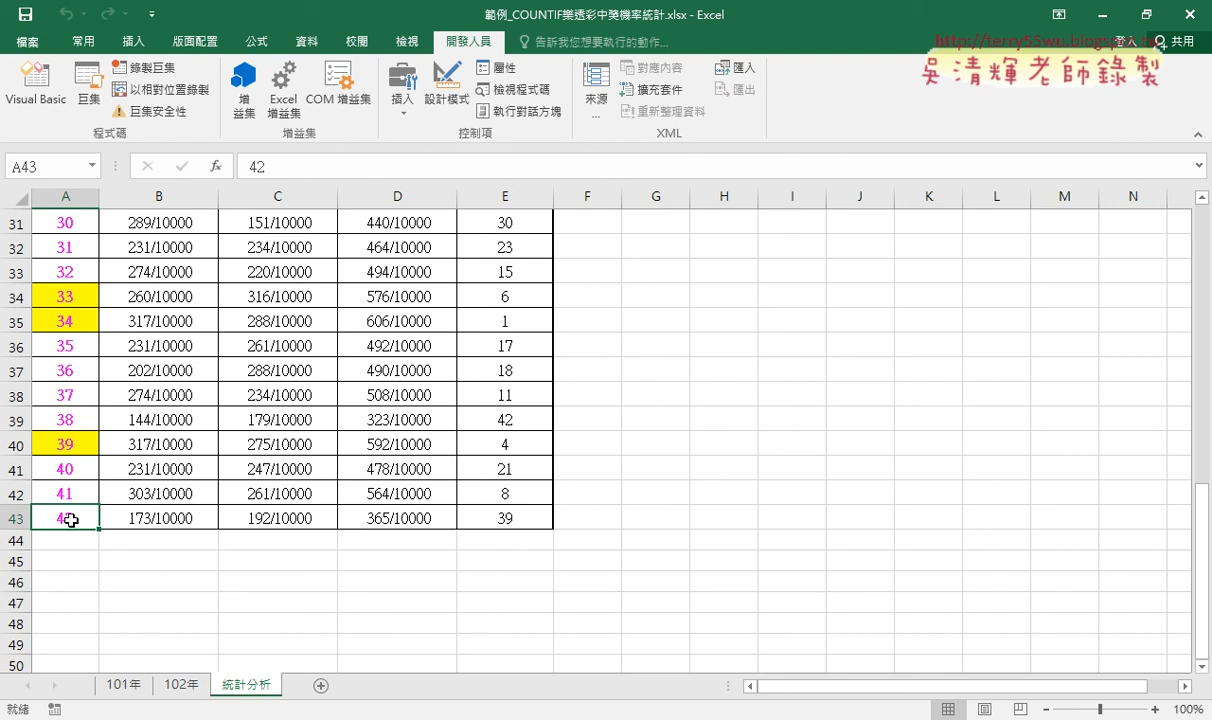 範例_COUNTIF樂透彩中獎機率統計.xlsx - Excel
檔案 常用 插入 版面配置 公式 資料 校閱 檢視 開發人員 告訴我您想要執行的動作... 登入 共用
http://terry55wu.blogspot.tw
吳清輝老師錄製
Visual Basic 巨集 錄製巨集 以相對位置錄製 巨集安全性 增益集 Excel 增益集 COM 增益集 插入 設計模式 屬性 檢視程式碼 執行對話方塊 來源... 對應內容 擴充套件 重新整理資料 匯入 匯出
程式碼 增益集 控制項 XML
A43 fx 42
A B C D E F G H I J K L M N
31 30 289/10000 151/10000 440/10000 30
32 31 231/10000 234/10000 464/10000 23
33 32 274/10000 220/10000 494/10000 15
34 33 260/10000 316/10000 576/10000 6
35 34 317/10000 288/10000 606/10000 1
36 35 231/10000 261/10000 492/10000 17
37 36 202/10000 288/10000 490/10000 18
38 37 274/10000 234/10000 508/10000 11
39 38 144/10000 179/10000 323/10000 42
40 39 317/10000 275/10000 592/10000 4
41 40 231/10000 247/10000 478/10000 21
42 41 303/10000 261/10000 564/10000 8
43 42 173/10000 192/10000 365/10000 39
44
45
46
47
48
49
50
101年 102年 統計分析
就緒 100%